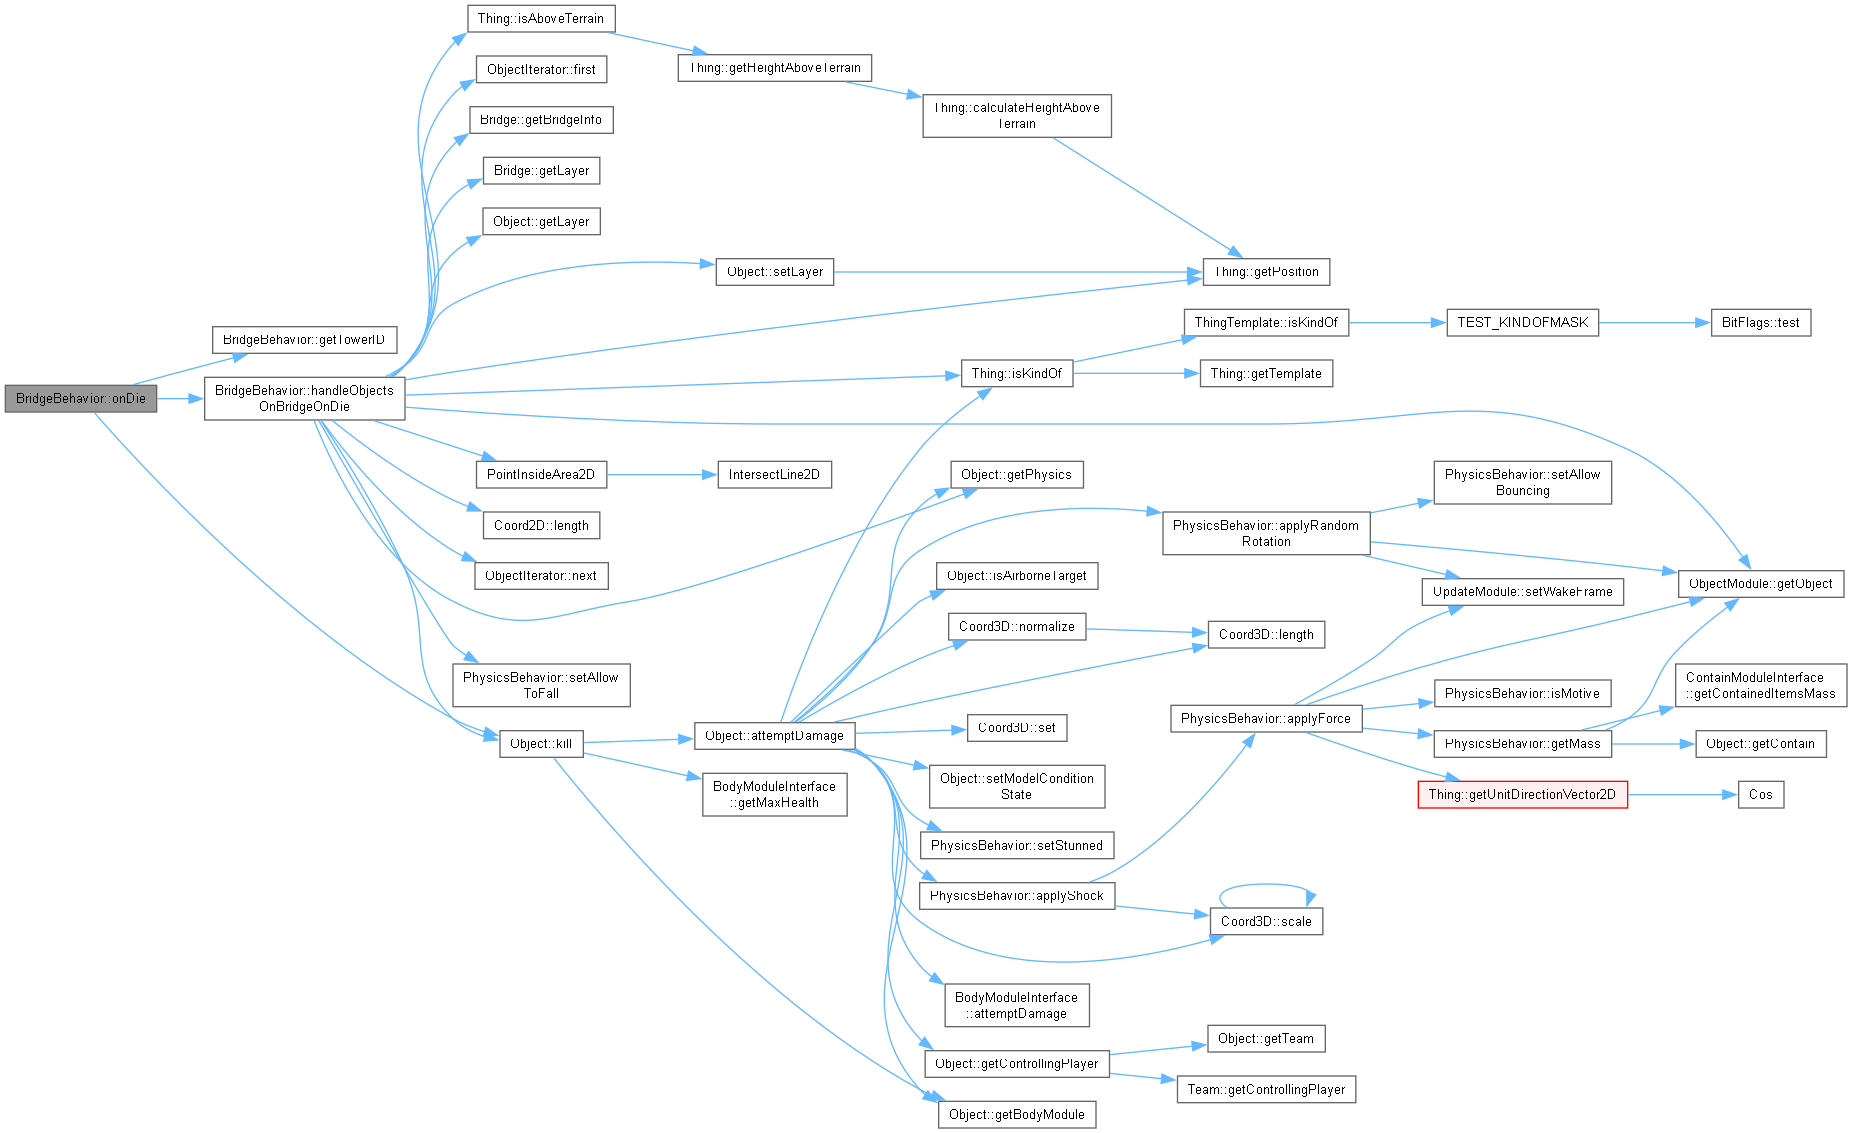 Thing::isAboveTerrain
ObjectIterator::first
Thing::getHeightAboveTerrain
Bridge::getBridgeInfo
Thing::calculateHeightAbove
Terrain
Bridge::getLayer
Object::getLayer
Object::setLayer
Thing::getPosition
BridgeBehavior::getTowerID
ThingTemplate::isKindOf
TEST_KINDOFMASK
BitFlags::test
BridgeBehavior::onDie
BridgeBehavior::handleObjects
OnBridgeOnDie
Thing::isKindOf
Thing::getTemplate
PointInsideArea2D
IntersectLine2D
Object::getPhysics
PhysicsBehavior::setAllow
Bouncing
Coord2D::length
PhysicsBehavior::applyRandom
Rotation
ObjectIterator::next
Object::isAirborneTarget
UpdateModule::setWakeFrame
ObjectModule::getObject
Coord3D::normalize
Coord3D::length
PhysicsBehavior::setAllow
ToFall
PhysicsBehavior::isMotive
ContainModuleInterface
::getContainedItemsMass
Object::kill
Object::attemptDamage
Coord3D::set
PhysicsBehavior::applyForce
PhysicsBehavior::getMass
Object::getContain
BodyModuleInterface
::getMaxHealth
Object::setModelCondition
State
Thing::getUnitDirectionVector2D
Cos
PhysicsBehavior::setStunned
PhysicsBehavior::applyShock
Coord3D::scale
BodyModuleInterface
::attemptDamage
Object::getControllingPlayer
Object::getTeam
Team::getControllingPlayer
Object::getBodyModule